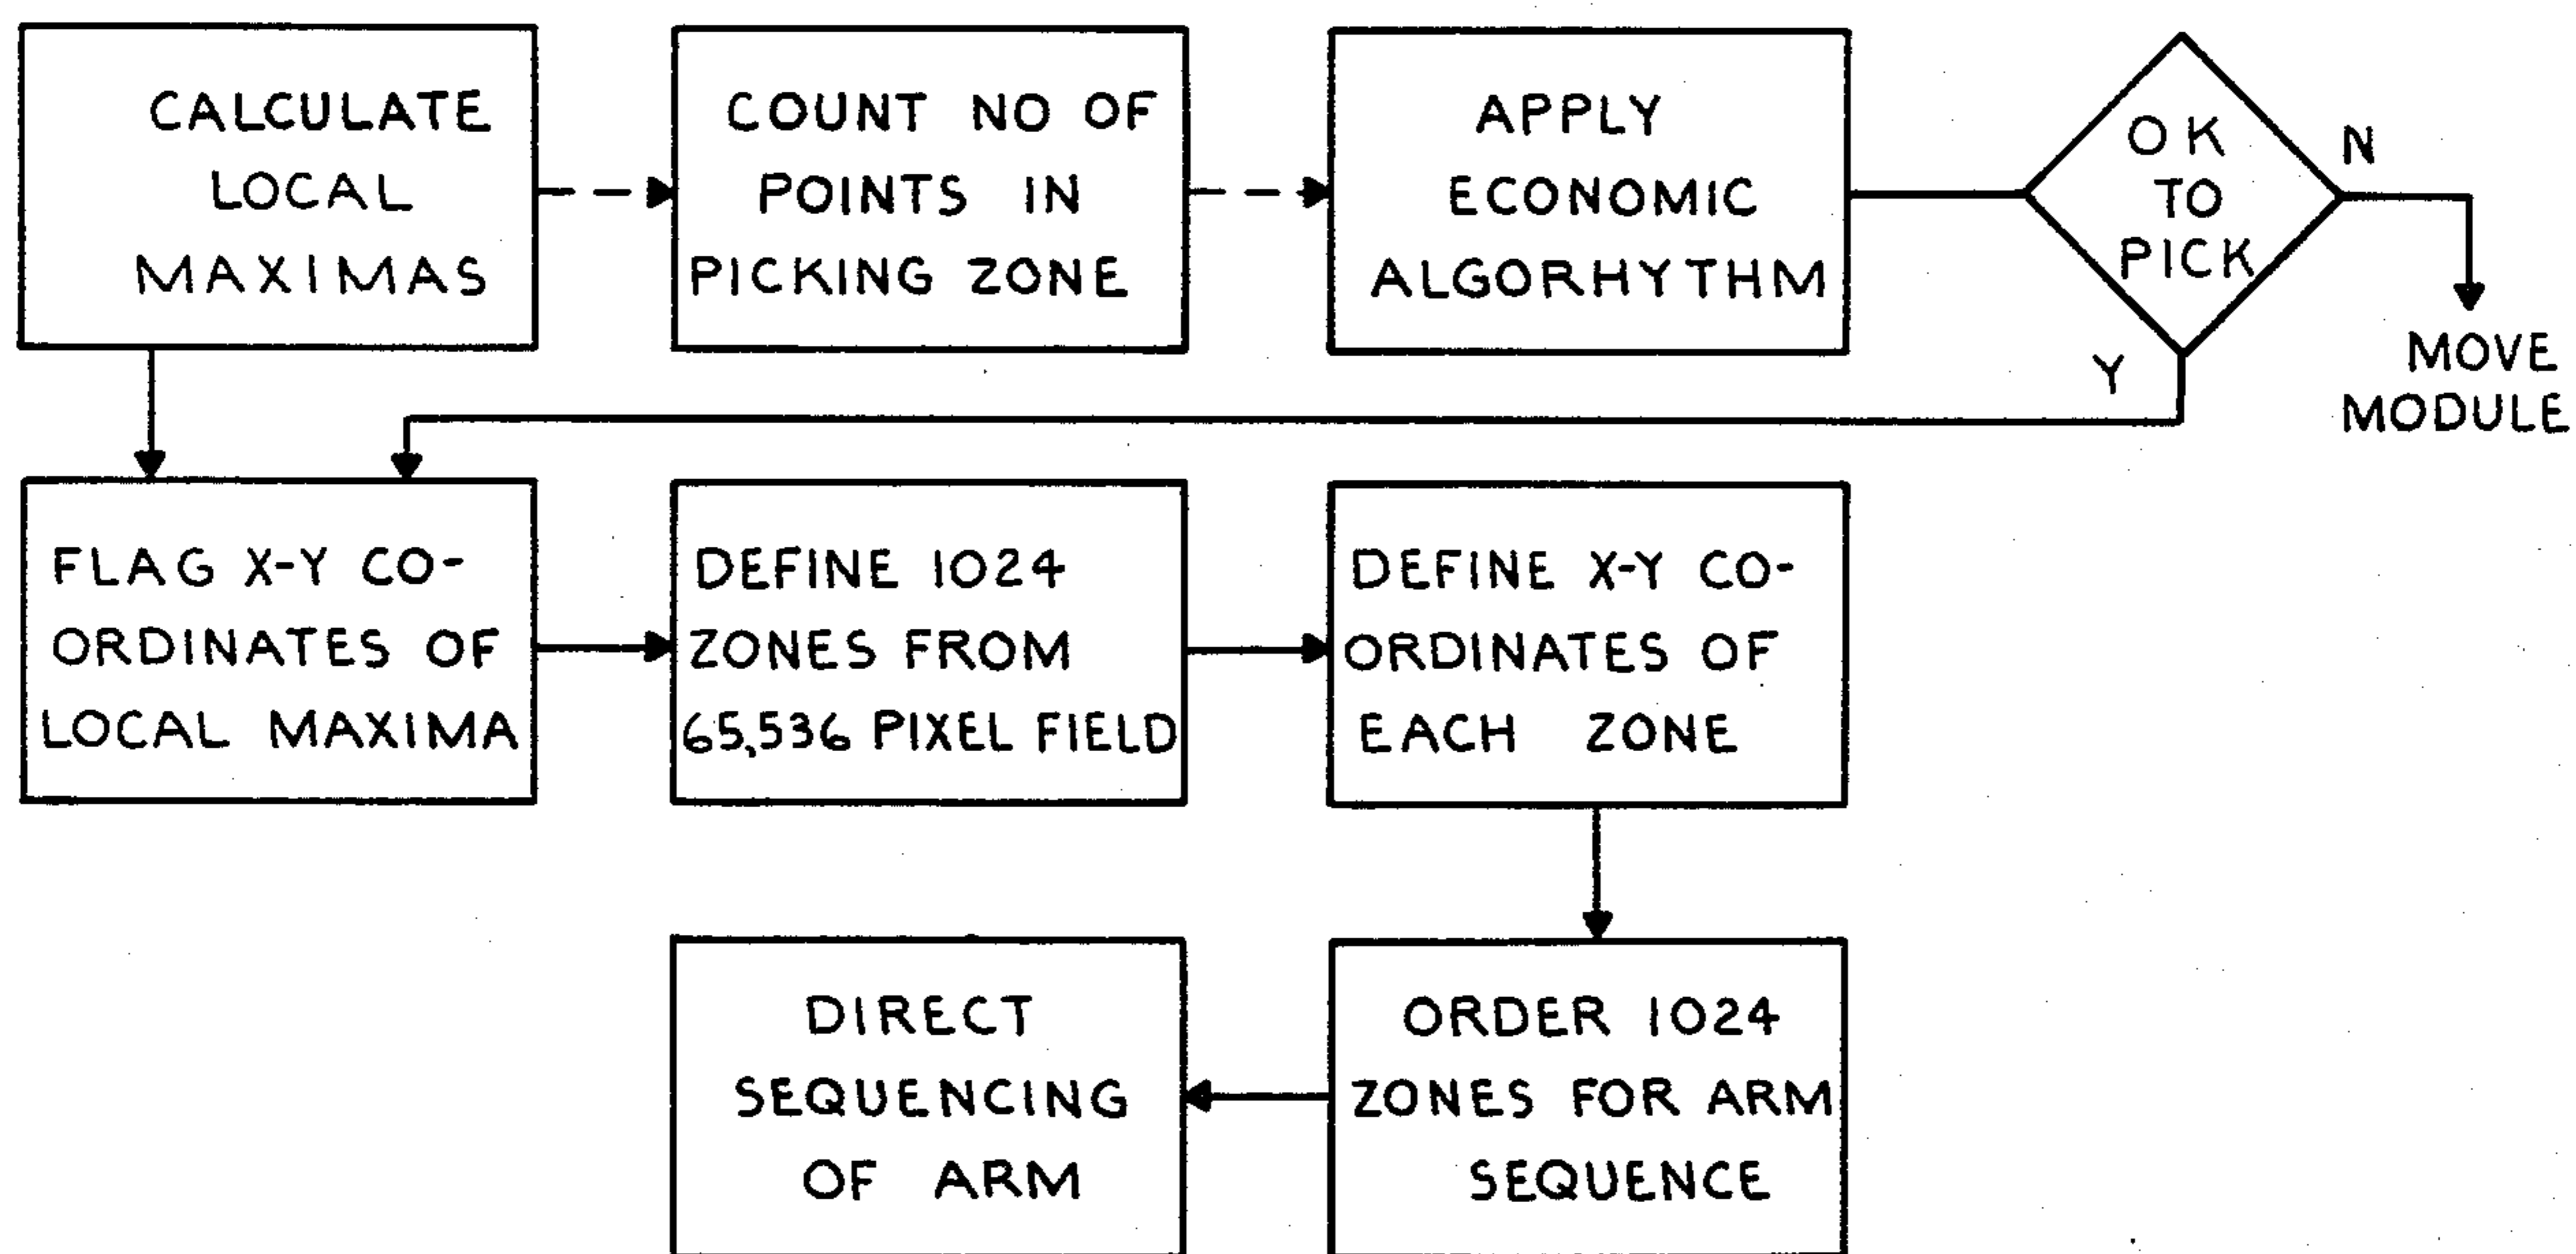 CALCULATE
LOCAL
MAXIMAS
COUNT NO OF
POINTS IN
PICKING ZONE
APPLY
ECONOMIC
ALGORHYTHM
OK
TO
PICK
N
MOVE
MODULE
Y
FLAG X-Y CO-
ORDINATES OF
LOCAL MAXIMA
DEFINE 1024
ZONES FROM
65,536 PIXEL FIELD
DEFINE X-Y CO-
ORDINATES OF
EACH ZONE
ORDER 1024
ZONES FOR ARM
SEQUENCE
DIRECT
SEQUENCING
OF ARM